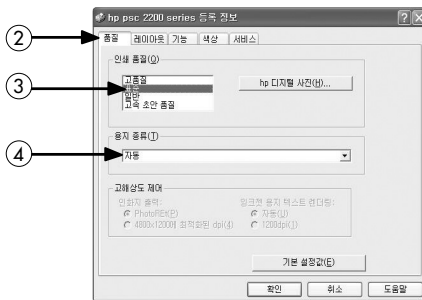 hp psc 2200 series 등록 정보
품질 레이아웃 기능 색상 서비스
② 
인쇄 품질(O)
고품질
③
일반
고속 초안 품질
hp 디지털 사진(H)...
용지 종류(T)
④ 자동
고해상도 제어
인화지 출력:
PhotoREt(P)
4800x1200에 최적화된 dpi(4)
잉크젯 용지 텍스트 렌더링:
자동(U)
1200dpi(1)
기본 설정값(E)
확인 취소 도움말